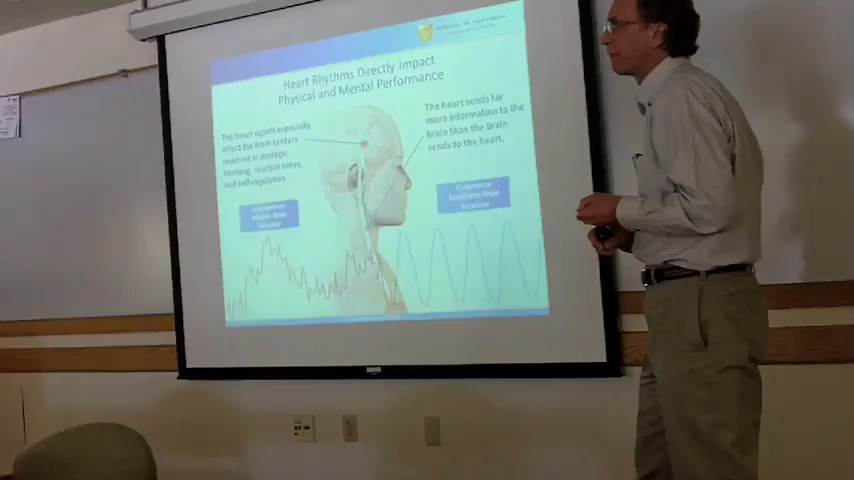 Heart Rhythms Directly Impact
Physical and Mental Performance
The heart signals especially
affect the brain centers
involved in strategic
thinking, reaction times,
and self-regulation.
The heart sends far
more information to the
brain than the brain
sends to the heart.
Inhibits Brain
Function
Coherence
Facilitates Brain
Function